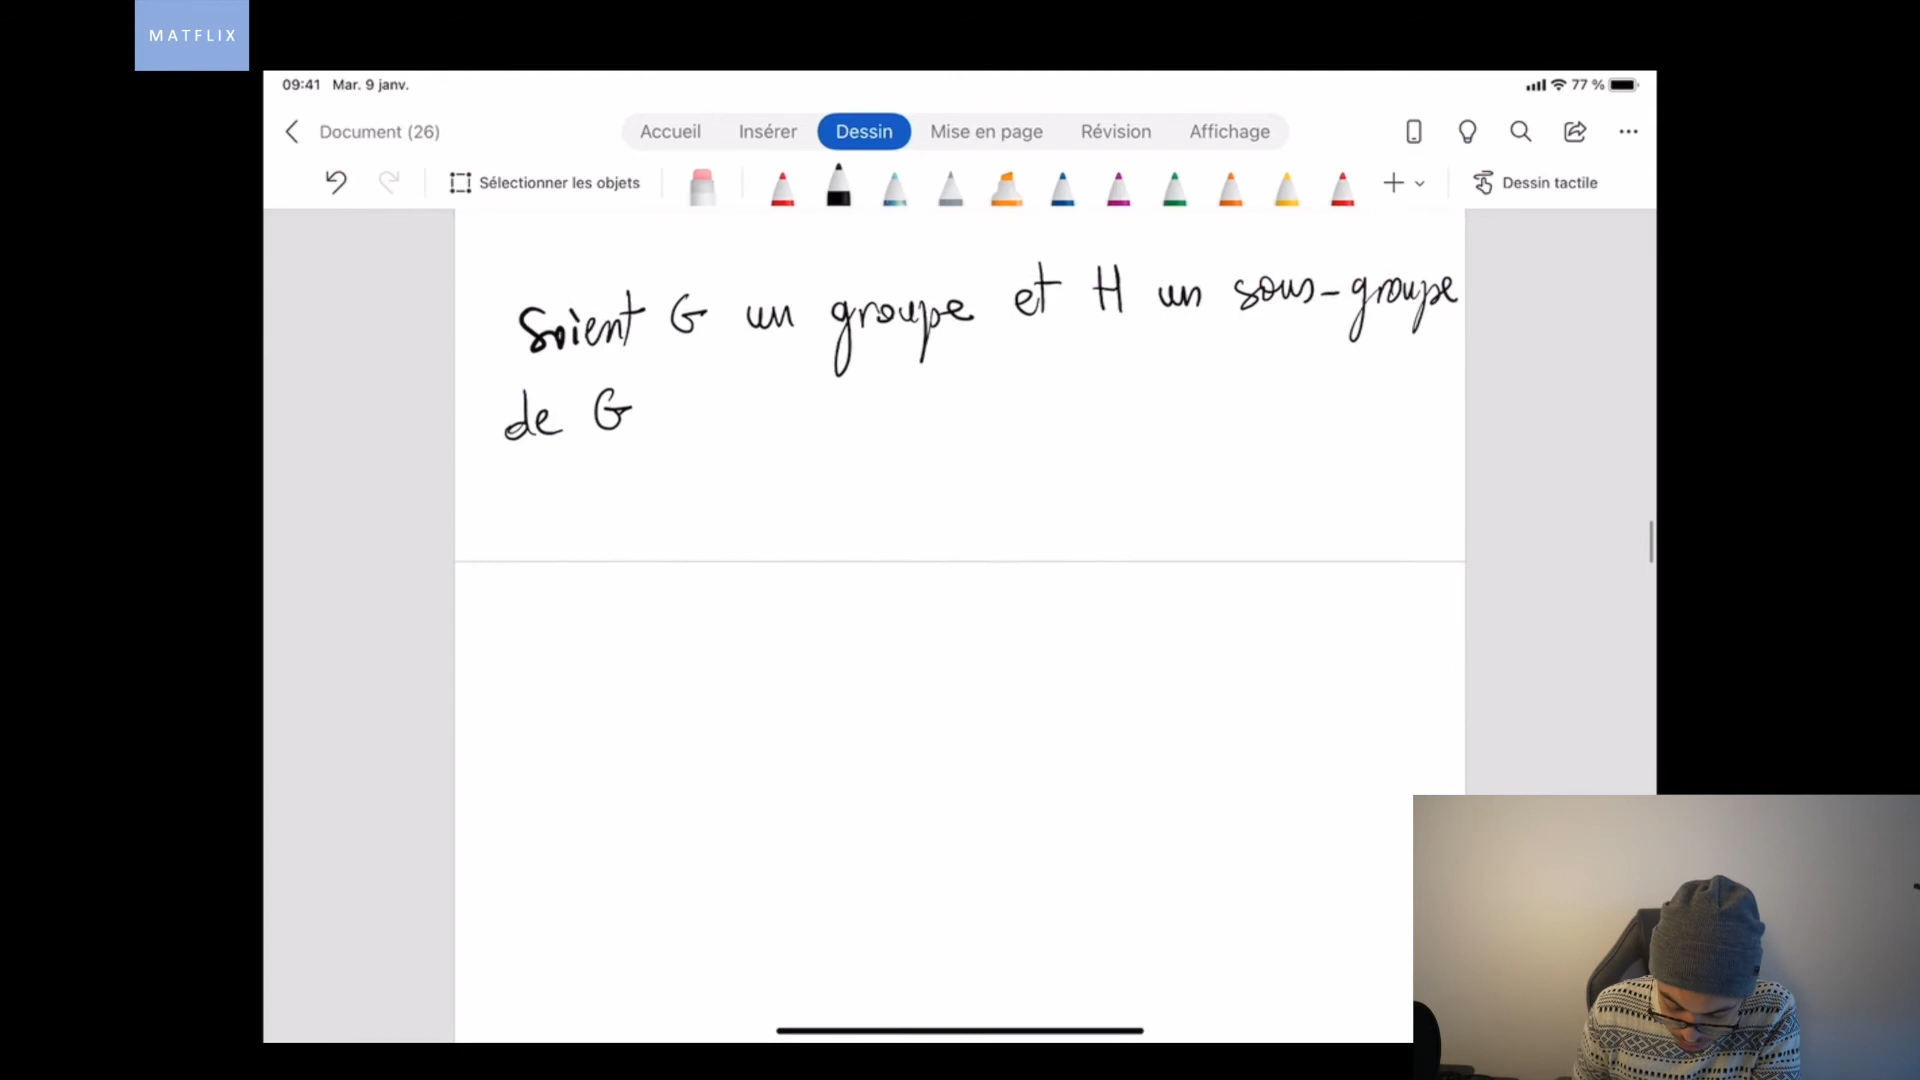 MATFLIX
09:41 Mar. 9 janv.
77 %
Document (26)
Accueil Insérer Dessin Mise en page Révision Affichage
Sélectionner les objets
Dessin tactile
Soient G un groupe et H un sous-groupe
de G